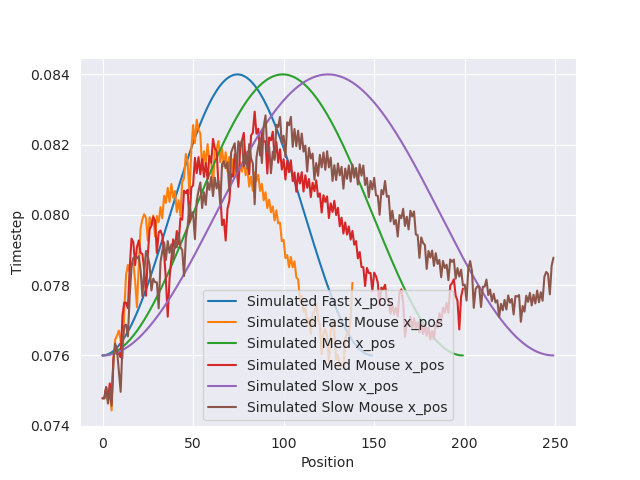 0.084
0.082
0.080
0.078
0.076
0.074
Timestep
Simulated Fast x_pos
Simulated Fast Mouse x_pos
Simulated Med x_pos
Simulated Med Mouse x_pos
Simulated Slow x_pos
Simulated Slow Mouse x_pos
0 50 100 150 200 250
Position